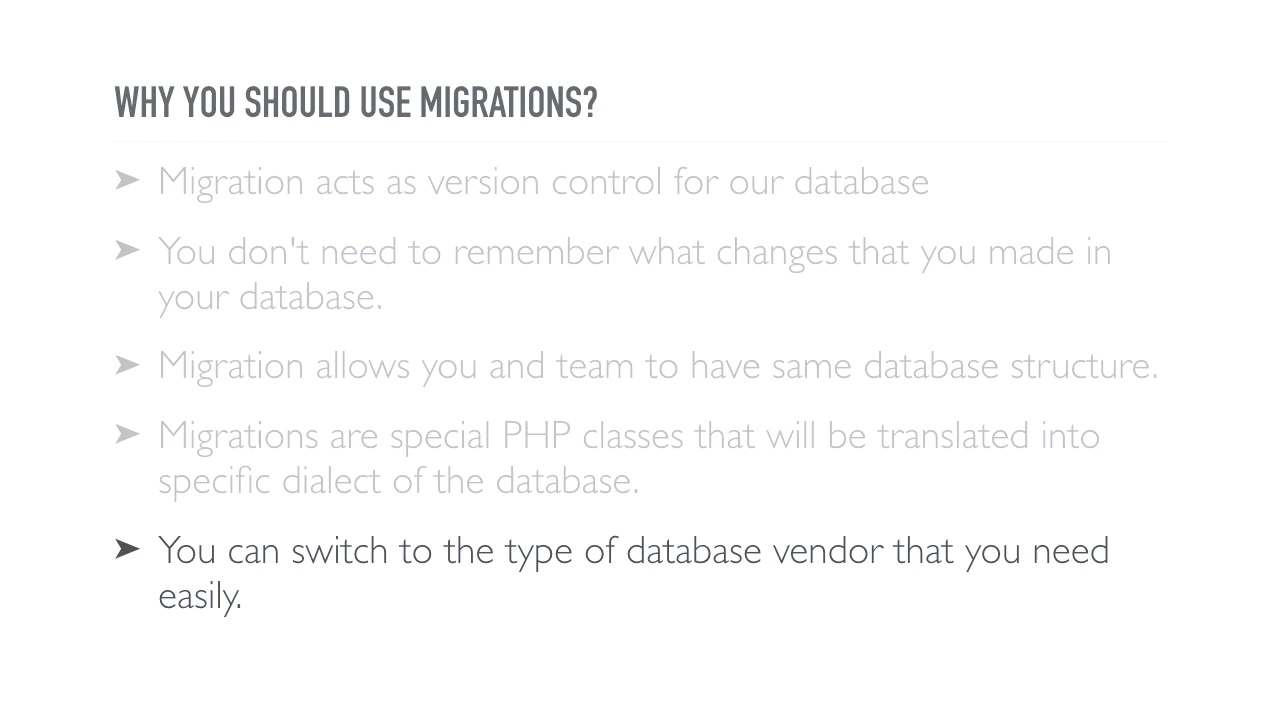 WHY YOU SHOULD USE MIGRATIONS?
➤ Migration acts as version control for our database
➤ You don't need to remember what changes that you made in
your database.
➤ Migration allows you and team to have same database structure.
➤ Migrations are special PHP classes that will be translated into
specific dialect of the database.
➤ You can switch to the type of database vendor that you need
easily.